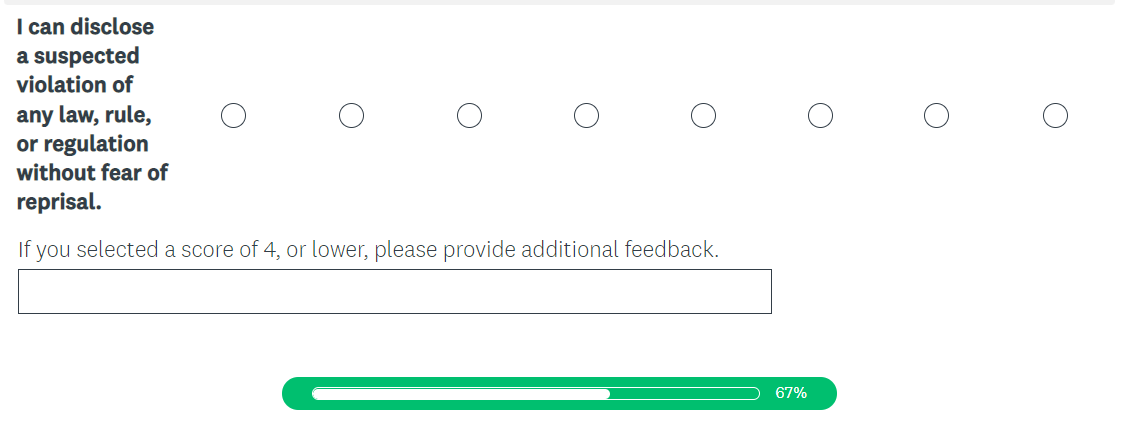 I can disclose
a suspected
violation of
any law, rule,
or regulation
without fear of
reprisal.
If you selected a score of 4, or lower, please provide additional feedback.
67%